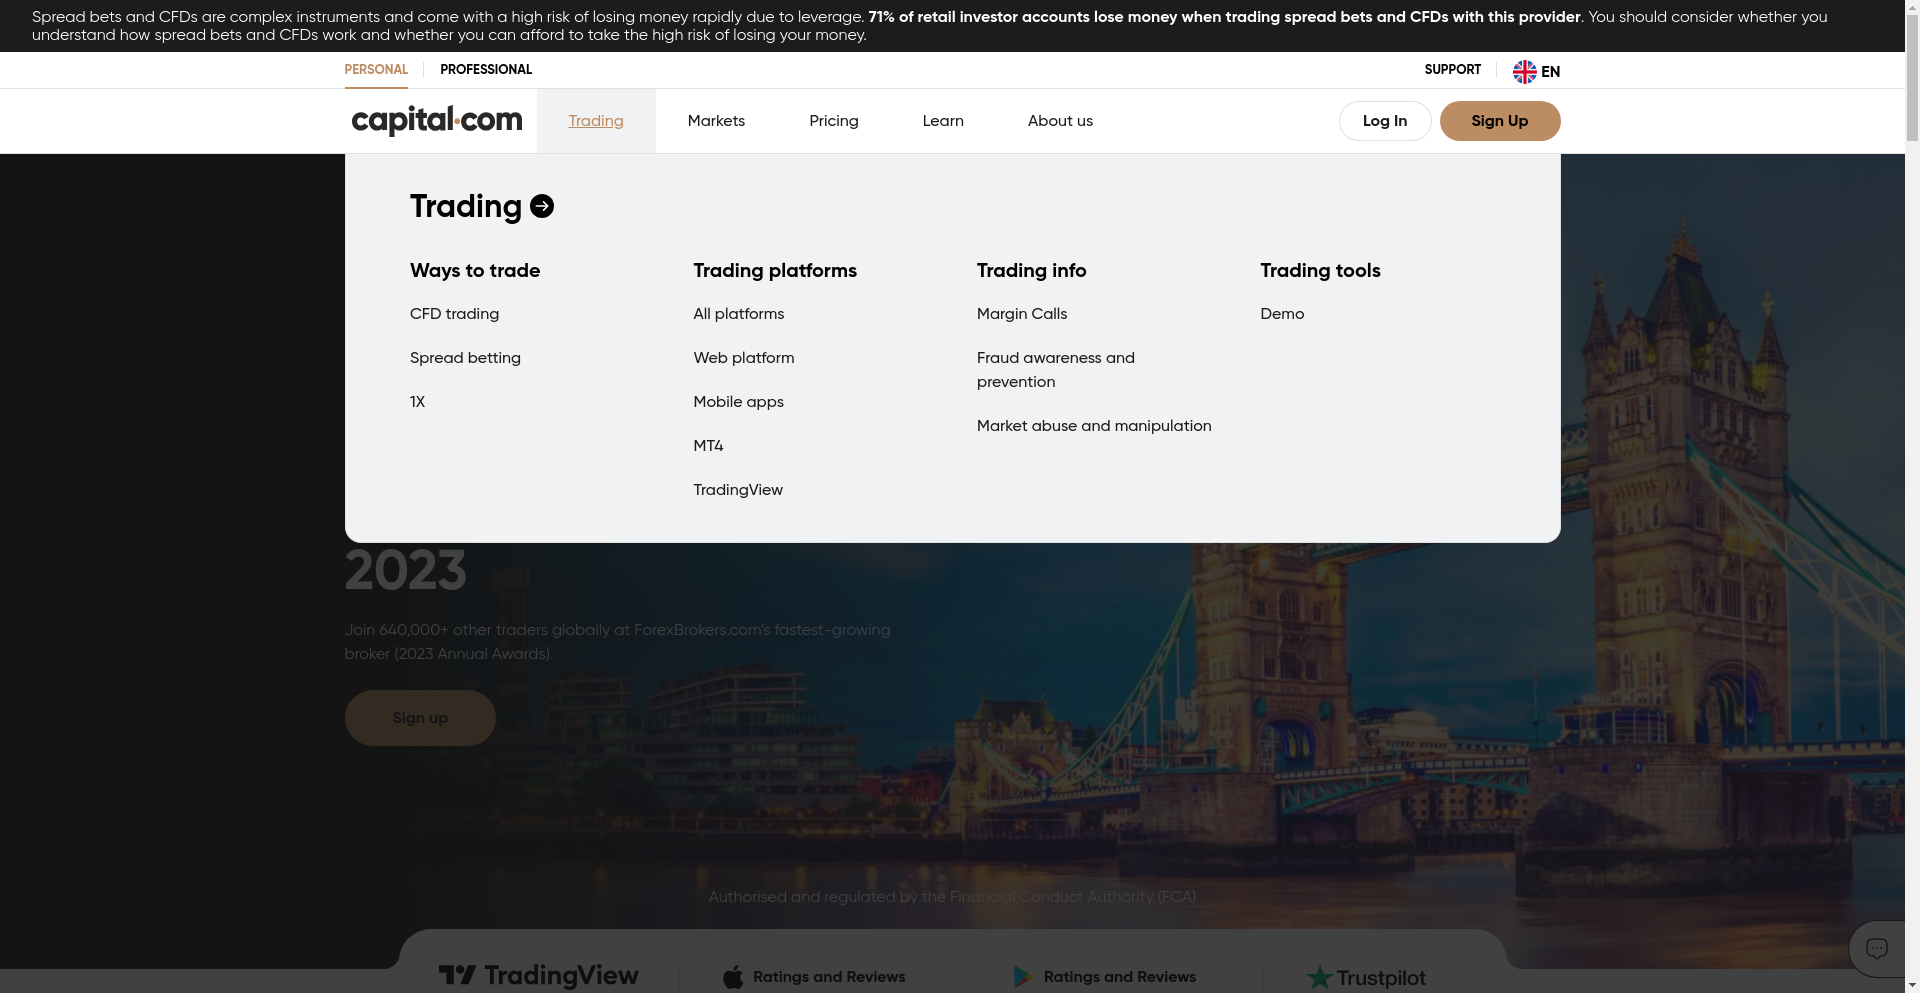 Spread bets and CFDs are complex instruments and come with a high risk of losing money rapidly due to leverage. 71% of retail investor accounts lose money when trading spread bets and CFDs with this provider. You should consider whether you
understand how spread bets and CFDs work and whether you can afford to take the high risk of losing your money.
PERSONAL PROFESSIONAL SUPPORT EN
capital.com Trading Markets Pricing Learn About us Log In Sign Up
Trading
Ways to trade
CFD trading
Spread betting
1X
Trading platforms
All platforms
Web platform
Mobile apps
MT4
TradingView
Trading info
Margin Calls
Fraud awareness and
prevention
Market abuse and manipulation
Trading tools
Demo
2023
Join 640,000+ other traders globally at ForexBrokers.com's fastest-growing
broker (2023 Annual Awards).
Sign up
Authorised and regulated by the Financial Conduct Authority (FCA)
TradingView Ratings and Reviews Ratings and Reviews Trustpilot